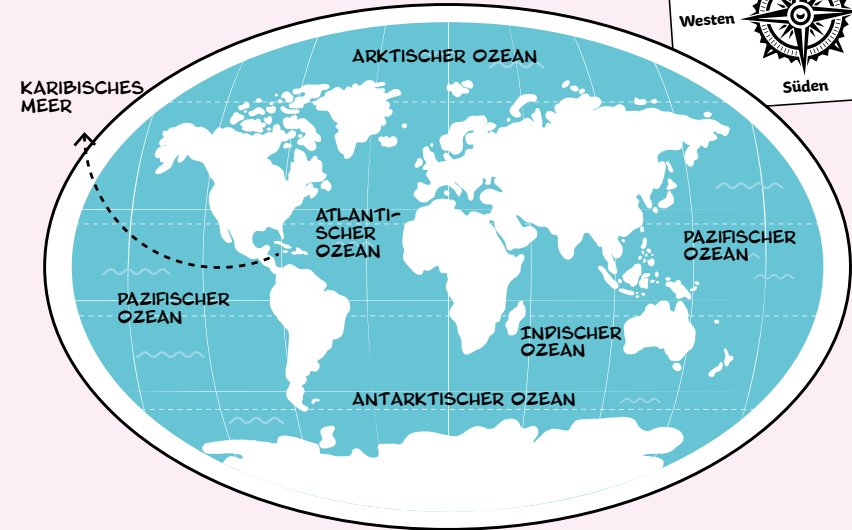 Westen
Süden
ARKTISCHER OZEAN
KARIBISCHES
MEER
ATLANTI-
SCHER
OZEAN
PAZIFISCHER
OZEAN
PAZIFISCHER
OZEAN
INDISCHER
OZEAN
ANTARKTISCHER OZEAN